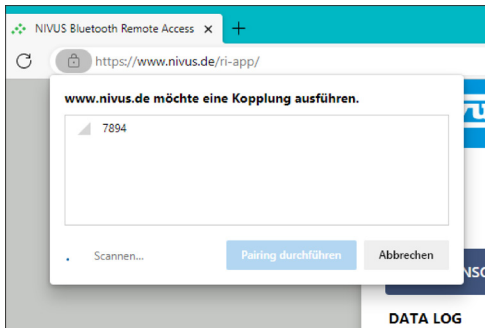 NIVUS Bluetooth Remote Access
https://www.nivus.de/ri-app/
www.nivus.de möchte eine Kopplung ausführen.
7894
Scannen...
Pairing durchführen
Abbrechen
DATA LOG